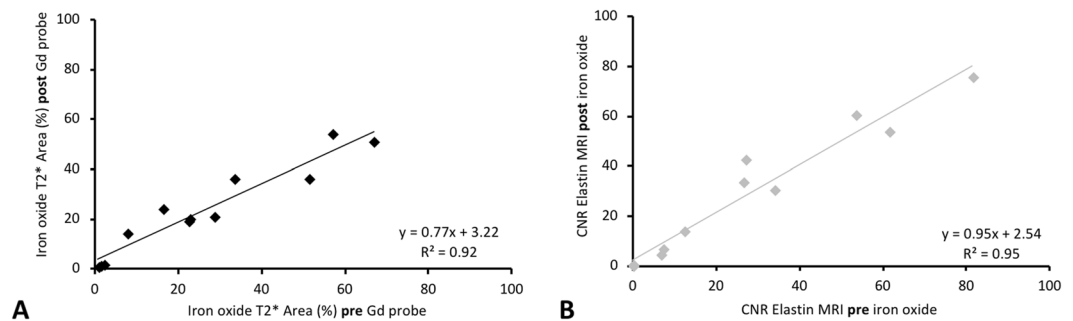 100
80
60
40
20
0
Iron oxide T2* Area (%) post Gd probe
y = 0.77x + 3.22
R² = 0.92
0 20 40 60 80 100
Iron oxide T2* Area (%) pre Gd probe
A
100
80
60
40
20
0
CNR Elastin MRI post iron oxide
y = 0.95x + 2.54
R² = 0.95
0 20 40 60 80 100
CNR Elastin MRI pre iron oxide
B